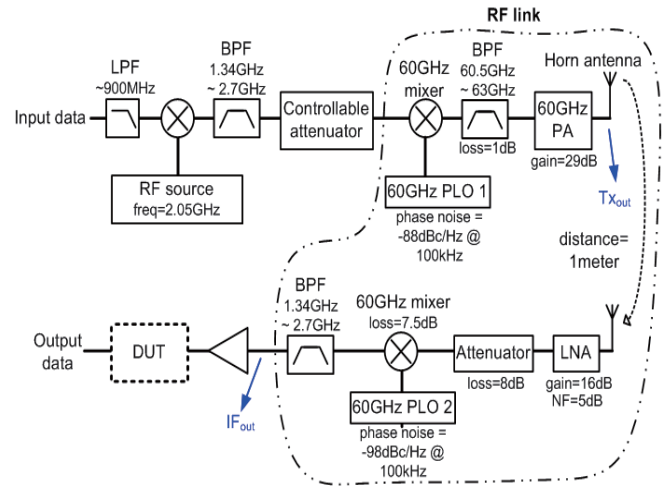 RF link
LPF
~900MHz
BPF
1.34GHz
~ 2.7GHz
Input data
RF source
freq=2.05GHz
Controllable
attenuator
60GHz
mixer
BPF
60.5GHz
~ 63GHz
loss=1dB
60GHz
PA
gain=29dB
Horn antenna
Txout
60GHz PLO 1
phase noise =
-88dBc/Hz @
100kHz
distance=
1meter
BPF
1.34GHz
~ 2.7GHz
60GHz mixer
loss=7.5dB
Output
data
DUT
IFout
60GHz PLO 2
phase noise =
-98dBc/Hz @
100kHz
Attenuator
loss=8dB
LNA
gain=16dB
NF=5dB